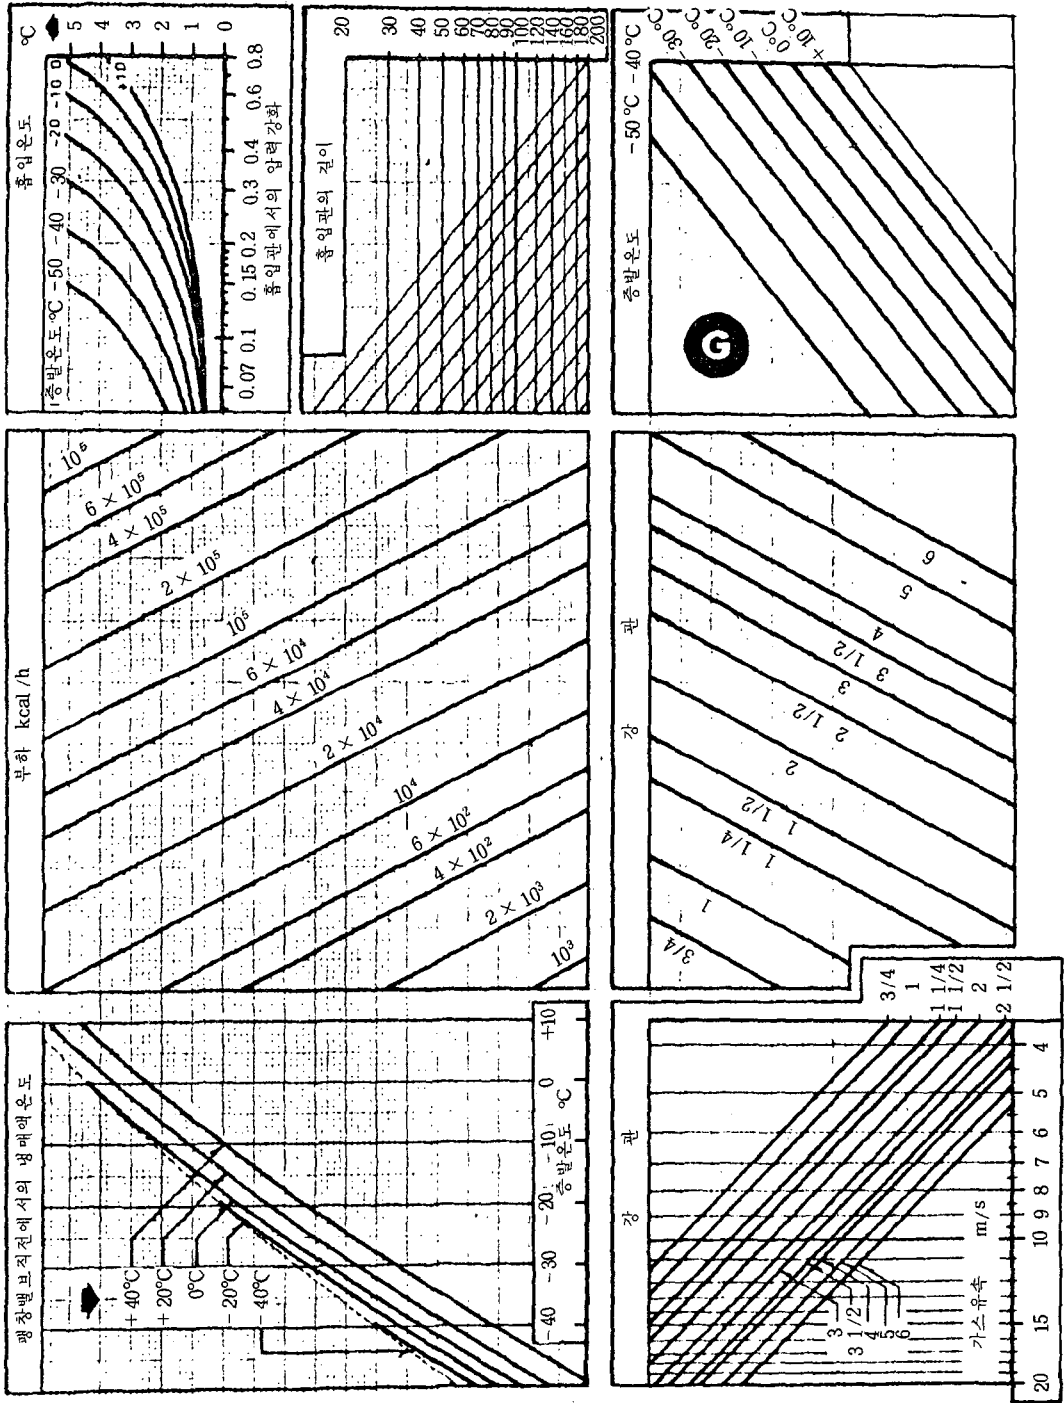 팽창밸브직전에서의 냉매액온도
+40°C
+20°C
0°C
-20°C
-40°C
-40
-30
-20
-10
0
+10
증발온도 °C
부하 kcal/h
10⁵
6 × 10⁵
4 × 10⁵
2 × 10⁵
10⁵
6 × 10⁴
4 × 10⁴
2 × 10⁴
10⁴
6 × 10²
4 × 10²
2 × 10³
10³
흡입온도
°C
증발온도 °C -50 -40 -30 -20 -10 0
+10
5
4
3
2
1
0
0.07 0.1 0.15 0.2 0.3 0.4 0.6 0.8
흡입관에서의 압력강화
흡입관의 길이
20
30
40
50
60
70
80
90
100
120
140
160
180
200
강 관
3
3 1/2
4
5
6
가스유속 m/s
20 15 10 9 8 7 6 5 4
3/4
1
1 1/4
1 1/2
2
2 1/2
강 관
3/4
1
1 1/4
1 1/2
2
2 1/2
3
3 1/2
4
5
6
증발온도
-50°C
-40°C
-30°C
-20°C
-10°C
0°C
+10°C
G